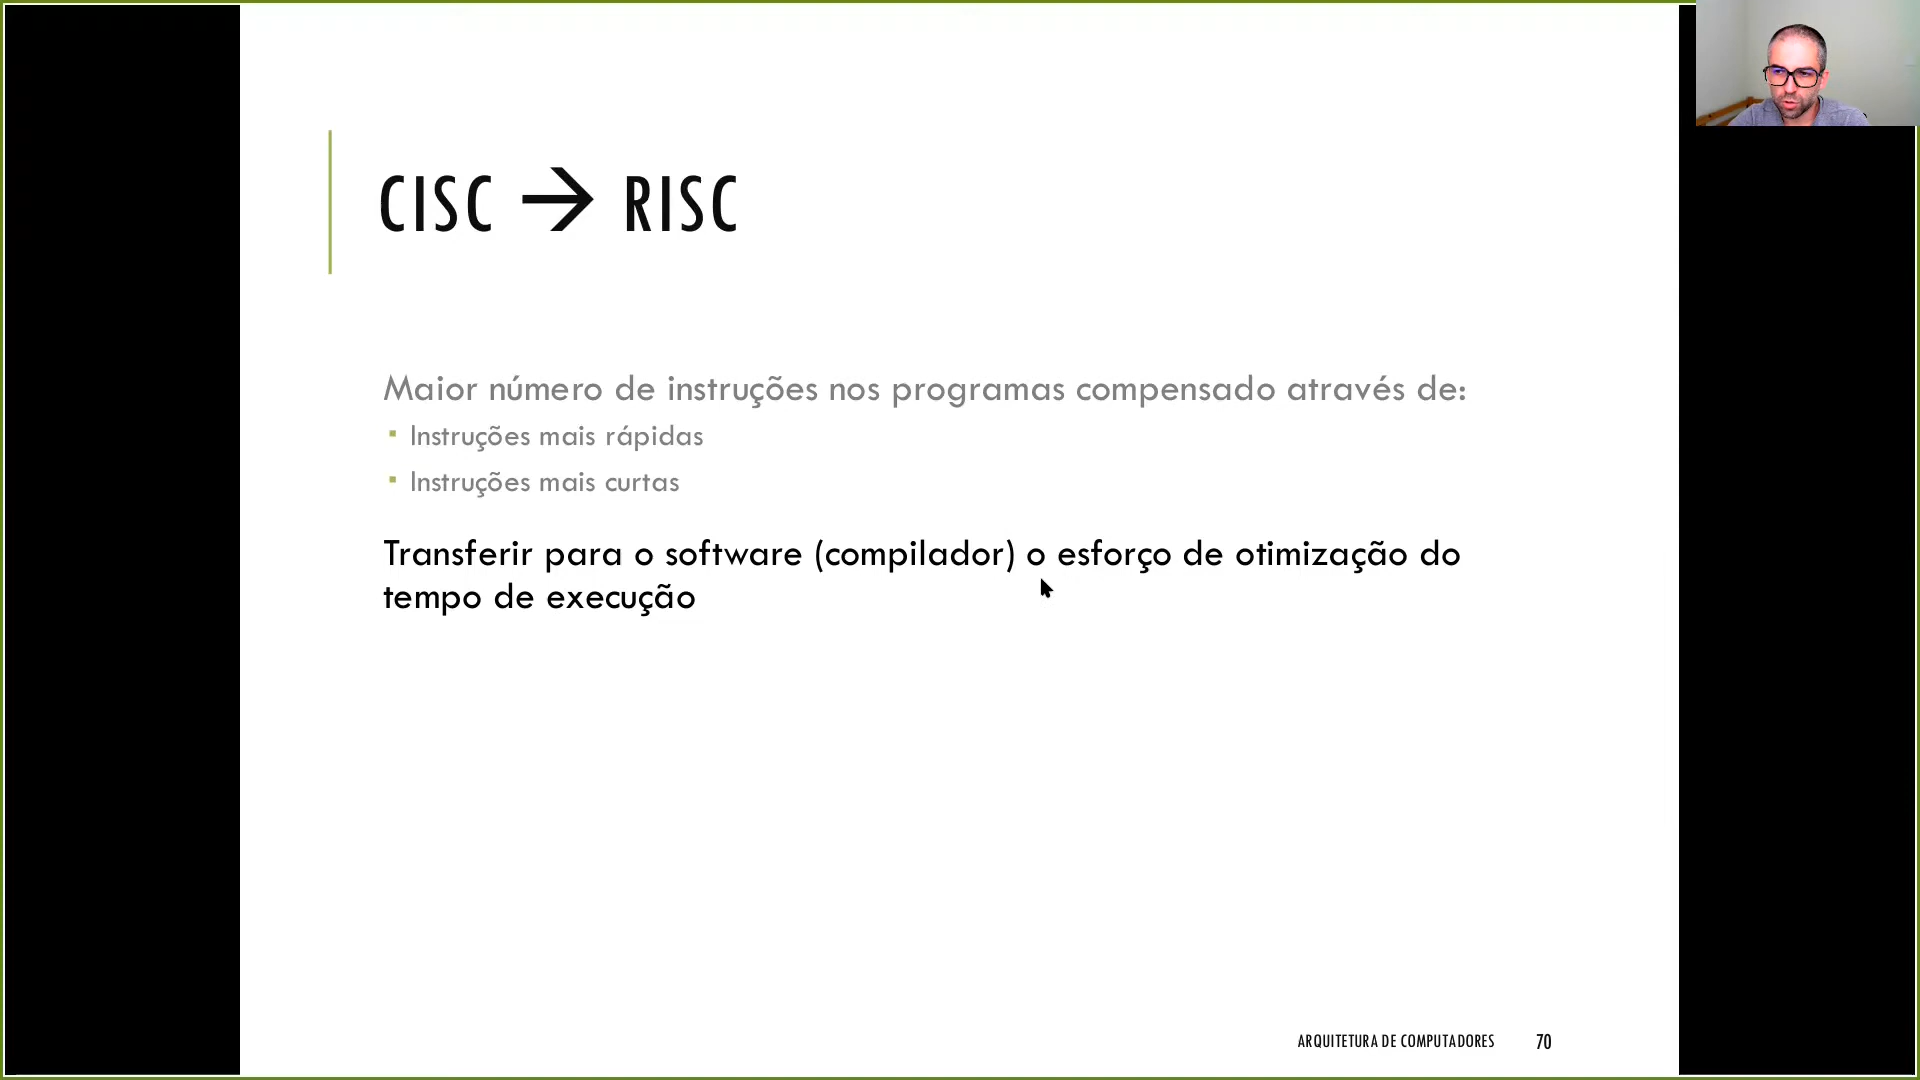 CISC → RISC
Maior número de instruções nos programas compensado através de:
▪ Instruções mais rápidas
▪ Instruções mais curtas
Transferir para o software (compilador) o esforço de otimização do
tempo de execução
ARQUITETURA DE COMPUTADORES 70